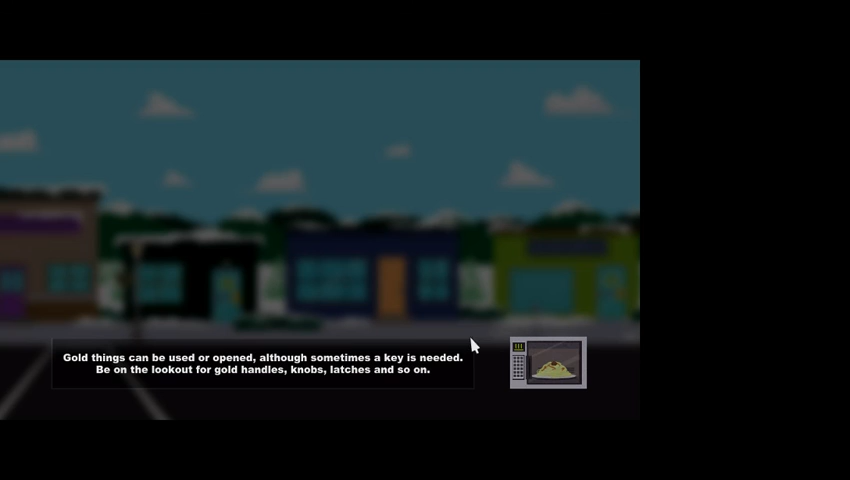 Gold things can be used or opened, although sometimes a key is needed.
Be on the lookout for gold handles, knobs, latches and so on.